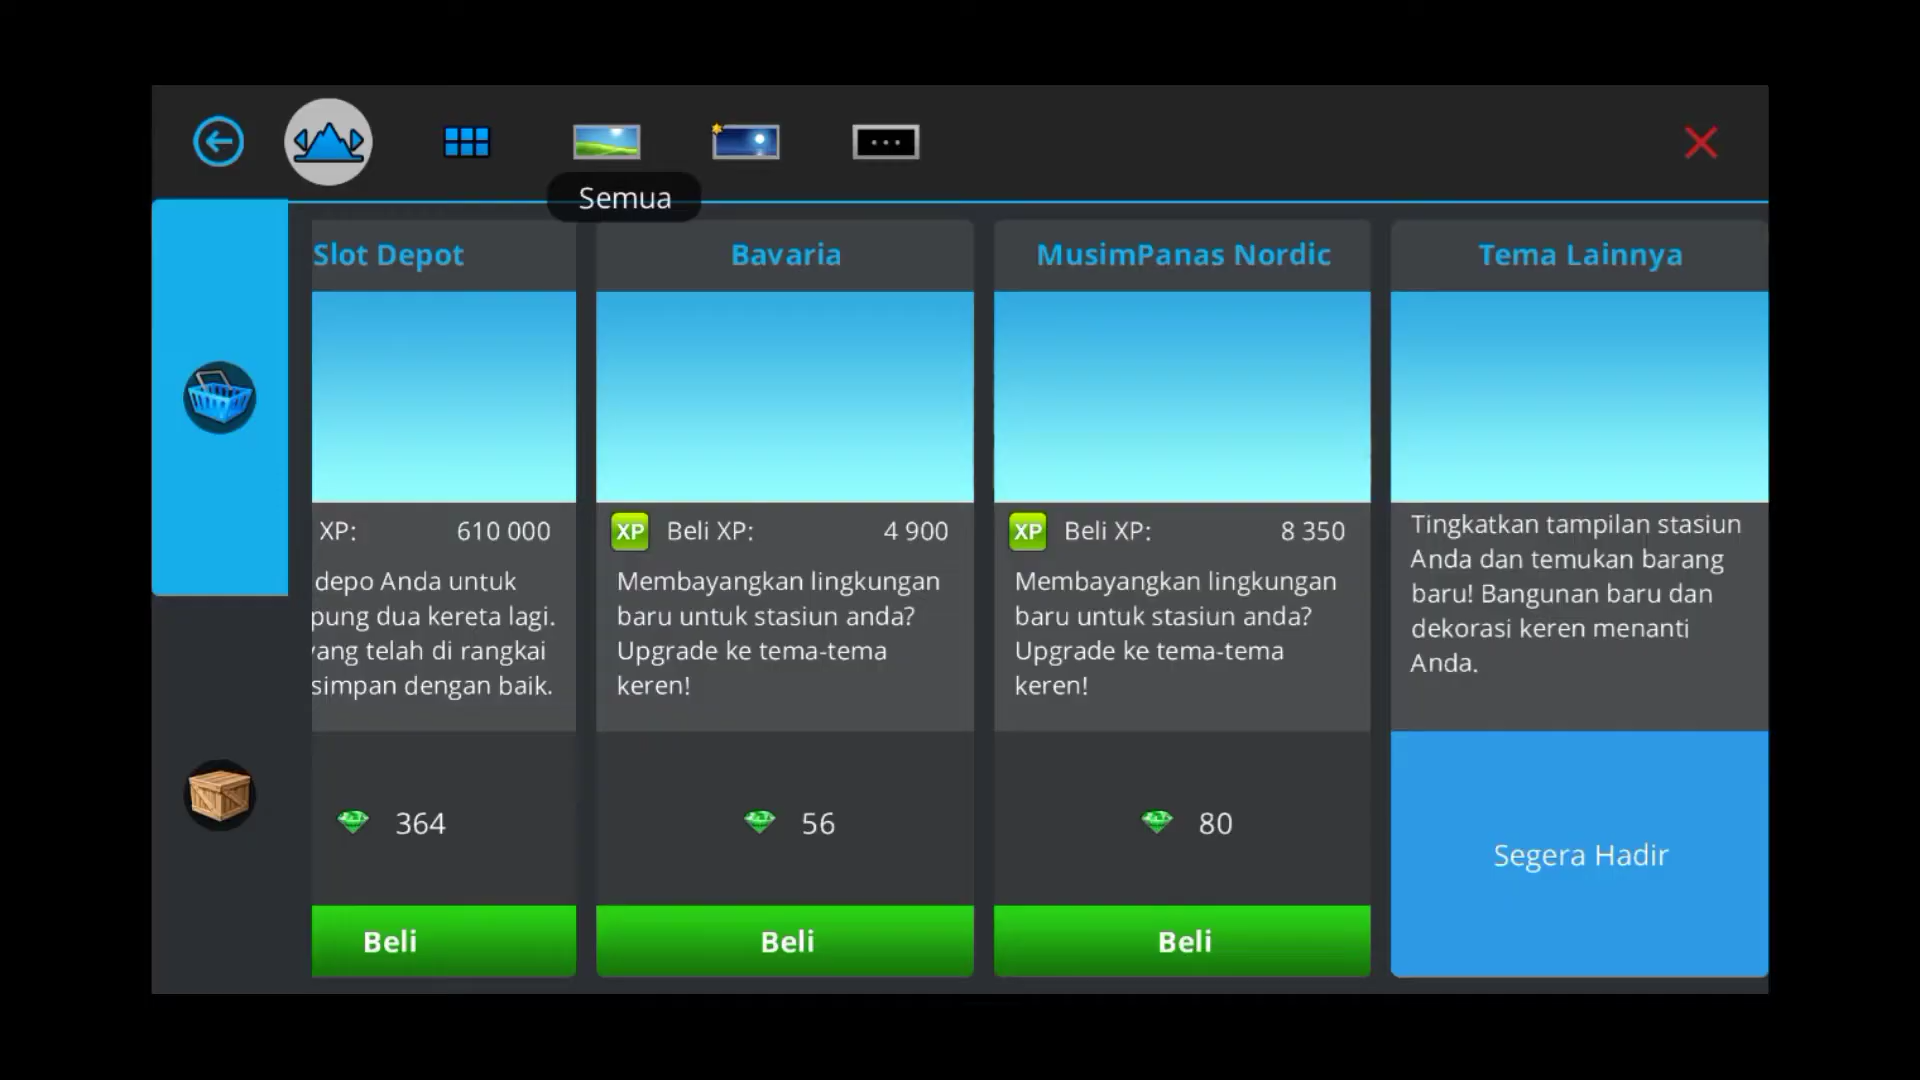 Semua
Slot Depot
XP: 610 000
depo Anda untuk
pung dua kereta lagi.
yang telah di rangkai
simpan dengan baik.
364
Beli
Bavaria
XP Beli XP: 4 900
Membayangkan lingkungan
baru untuk stasiun anda?
Upgrade ke tema-tema
keren!
56
Beli
MusimPanas Nordic
XP Beli XP: 8 350
Membayangkan lingkungan
baru untuk stasiun anda?
Upgrade ke tema-tema
keren!
80
Beli
Tema Lainnya
Tingkatkan tampilan stasiun
Anda dan temukan barang
baru! Bangunan baru dan
dekorasi keren menanti
Anda.
Segera Hadir